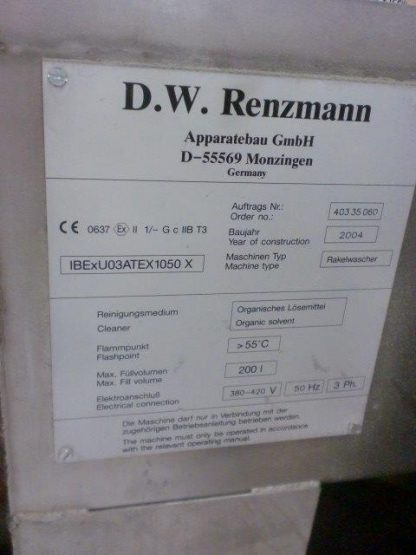 D.W. Renzmann
Apparatebau GmbH
D-55569 Monzingen
Germany
CE 0637 Ex II 1/- G c IIB T3
IBExU03ATEX1050 X
Auftrags Nr.:
Order no.:
403 35 060
Baujahr
Year of construction
2004
Maschinen Typ
Machine type
Rakelwascher
Reinigungsmedium
Cleaner
Organisches Lösemittel
Organic solvent
Flammpunkt
Flashpoint
>55°C
Max. Füllvolumen
Max. Fill volume
200 l
Elektroanschluß
Electrical connection
380-420 V 50 Hz 3 Ph.
Die Maschine darf nur in Verbindung mit der
zugehörigen Betriebsanleitung betrieben werden.
The machine must only be operated in accordance
with the relevant operating manual.